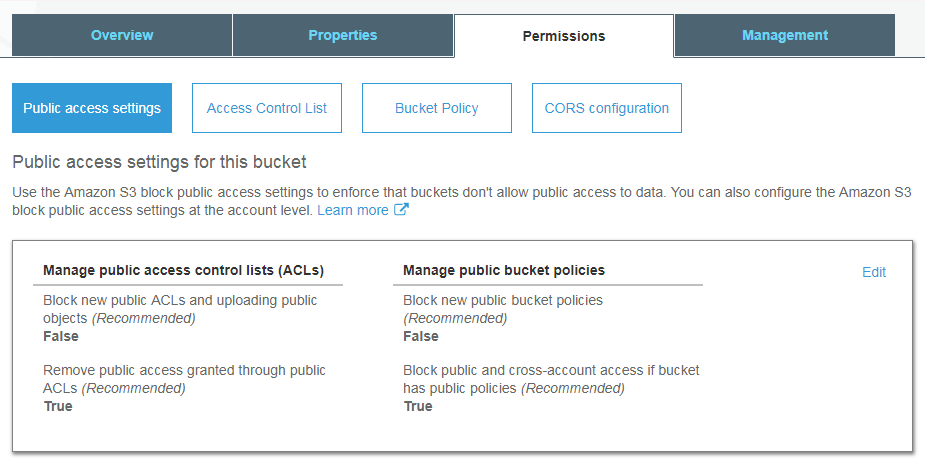 Overview
Properties
Permissions
Management
Public access settings
Access Control List
Bucket Policy
CORS configuration
Public access settings for this bucket
Use the Amazon S3 block public access settings to enforce that buckets don't allow public access to data. You can also configure the Amazon S3
block public access settings at the account level. Learn more
Manage public access control lists (ACLs)
Block new public ACLs and uploading public
objects (Recommended)
False
Remove public access granted through public
ACLs (Recommended)
True
Manage public bucket policies
Block new public bucket policies
(Recommended)
False
Block public and cross-account access if bucket
has public policies (Recommended)
True
Edit